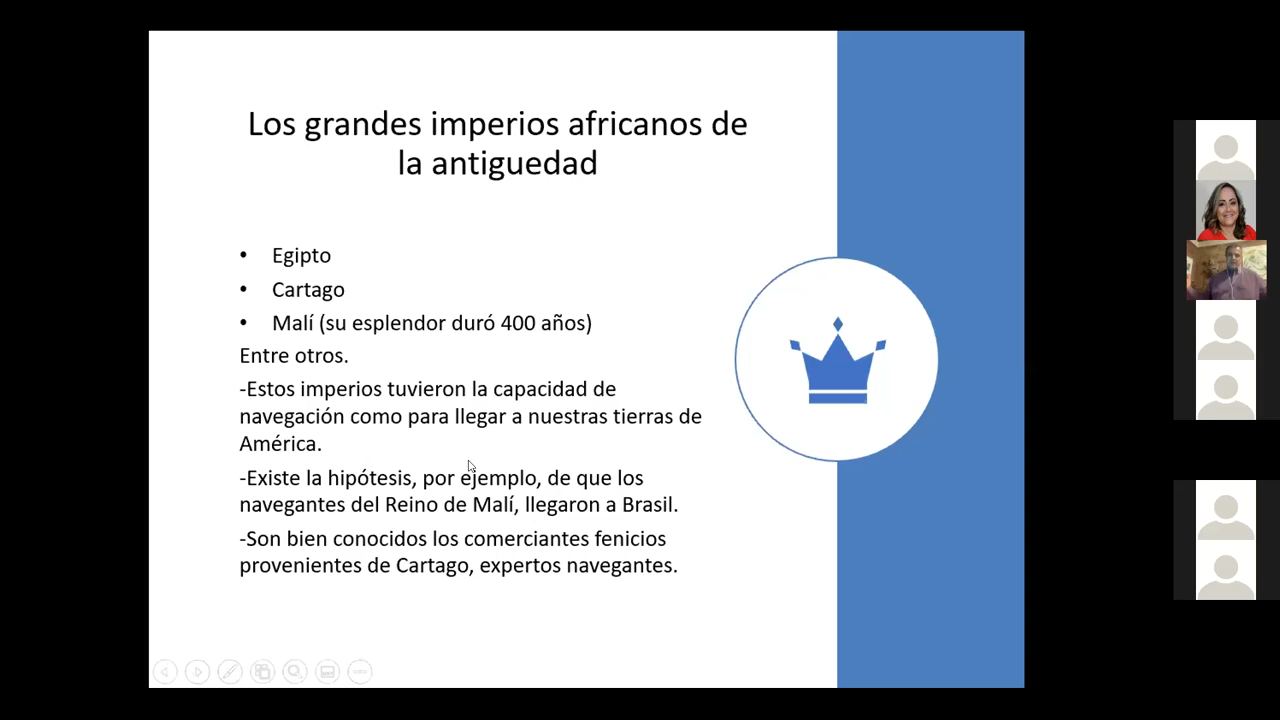 Los grandes imperios africanos de
la antiguedad
• Egipto
• Cartago
• Malí (su esplendor duró 400 años)
Entre otros.
-Estos imperios tuvieron la capacidad de
navegación como para llegar a nuestras tierras de
América.
-Existe la hipótesis, por ejemplo, de que los
navegantes del Reino de Malí, llegaron a Brasil.
-Son bien conocidos los comerciantes fenicios
provenientes de Cartago, expertos navegantes.